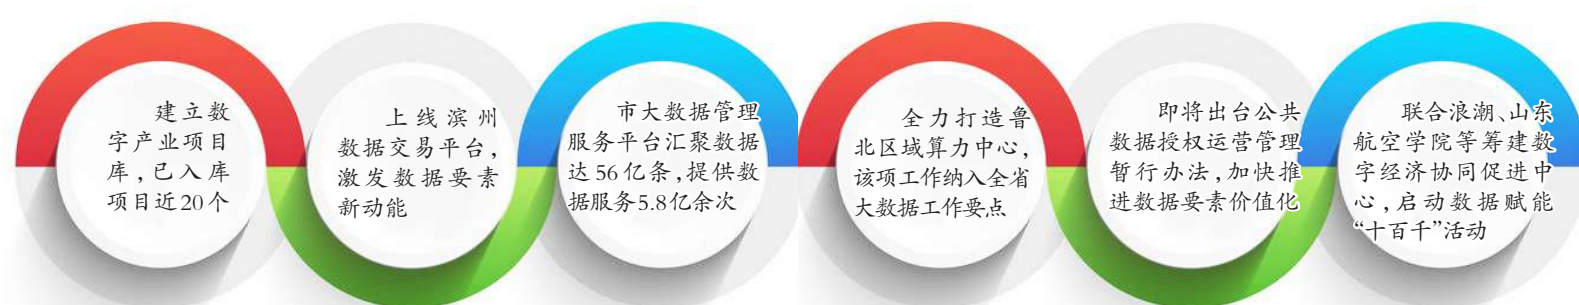 建立数
字产业项目
库，已入库
项目近20个
上线滨州
数据交易平台，
激发数据要素
新动能
市大数据管理
服务平台汇聚数据
达56亿条，提供数
据服务5.8亿余次
全力打造鲁
北区域算力中心，
该项工作纳入全省
大数据工作要点
即将出台公共
数据授权运营管理
暂行办法，加快推
进数据要素价值化
联合浪潮、山东
航空学院等筹建数
字经济协同促进中
心，启动数据赋能
“十百千”活动